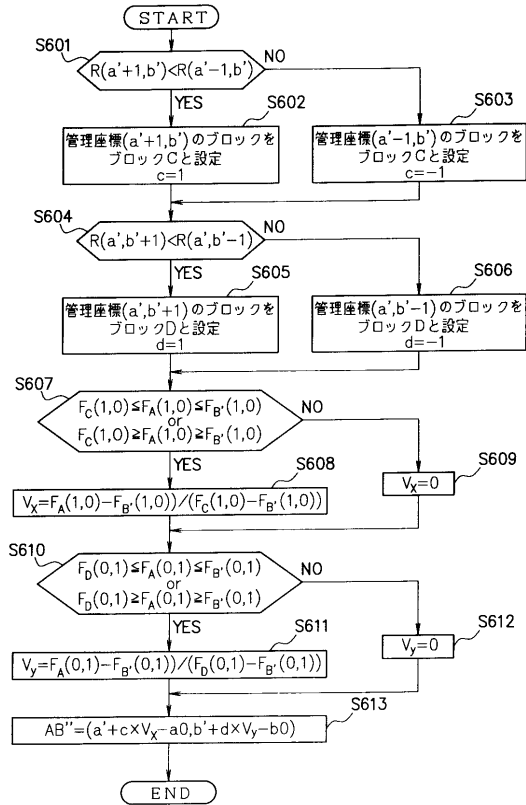 START
S601
R(a'+1,b')<R(a'-1,b')
NO
YES
S602
管理座標(a'+1,b')のブロックを
ブロックCと設定
c=1
S603
管理座標(a'-1,b')のブロックを
ブロックCと設定
c=-1
S604
R(a',b'+1)<R(a',b'-1)
NO
YES
S605
管理座標(a',b'+1)のブロックを
ブロックDと設定
d=1
S606
管理座標(a',b'-1)のブロックを
ブロックDと設定
d=-1
S607
F_C(1,0)≦F_A(1,0)≦F_B'(1,0)
or
F_C(1,0)≧F_A(1,0)≧F_B'(1,0)
NO
YES
S608
V_X=F_A(1,0)-F_B'(1,0))/(F_C(1,0)-F_B'(1,0))
S609
V_X=0
S610
F_D(0,1)≦F_A(0,1)≦F_B'(0,1)
or
F_D(0,1)≧F_A(0,1)≧F_B'(0,1)
NO
YES
S611
V_y=F_A(0,1)-F_B'(0,1))/(F_D(0,1)-F_B'(0,1))
S612
V_y=0
S613
AB''=(a'+c×V_X-a0,b'+d×V_y-b0)
END